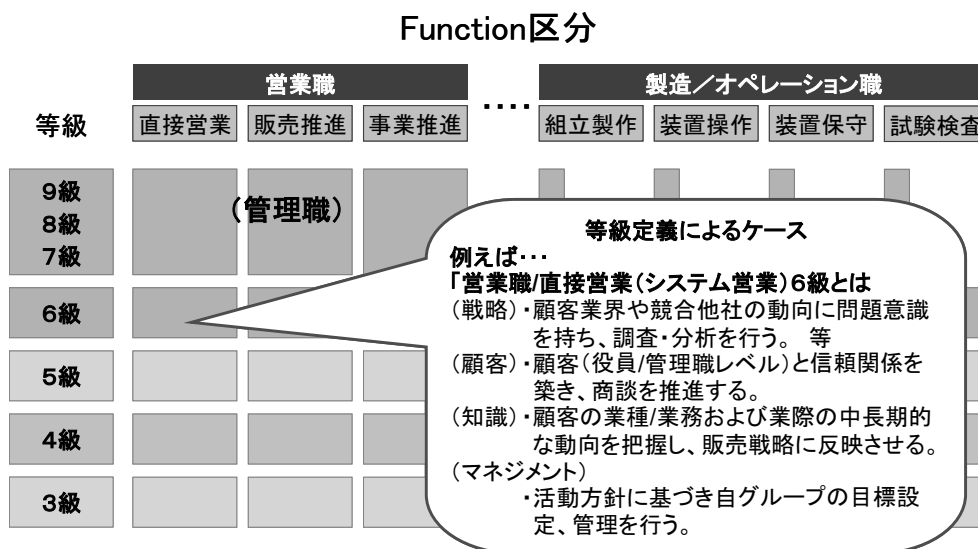 Function区分
営業職
‥‥
製造／オペレーション職
等級
直接営業
販売推進
事業推進
組立製作
装置操作
装置保守
試験検査
9級
8級
7級
（管理職）
6級
5級
4級
3級
等級定義によるケース
例えば…
「営業職/直接営業（システム営業）６級とは
（戦略）・顧客業界や競合他社の動向に問題意識
を持ち、調査・分析を行う。 等
（顧客）・顧客（役員/管理職レベル）と信頼関係を
築き、商談を推進する。
（知識）・顧客の業種/業務および業際の中長期的
な動向を把握し、販売戦略に反映させる。
（マネジメント）
・活動方針に基づき自グループの目標設
定、管理を行う。